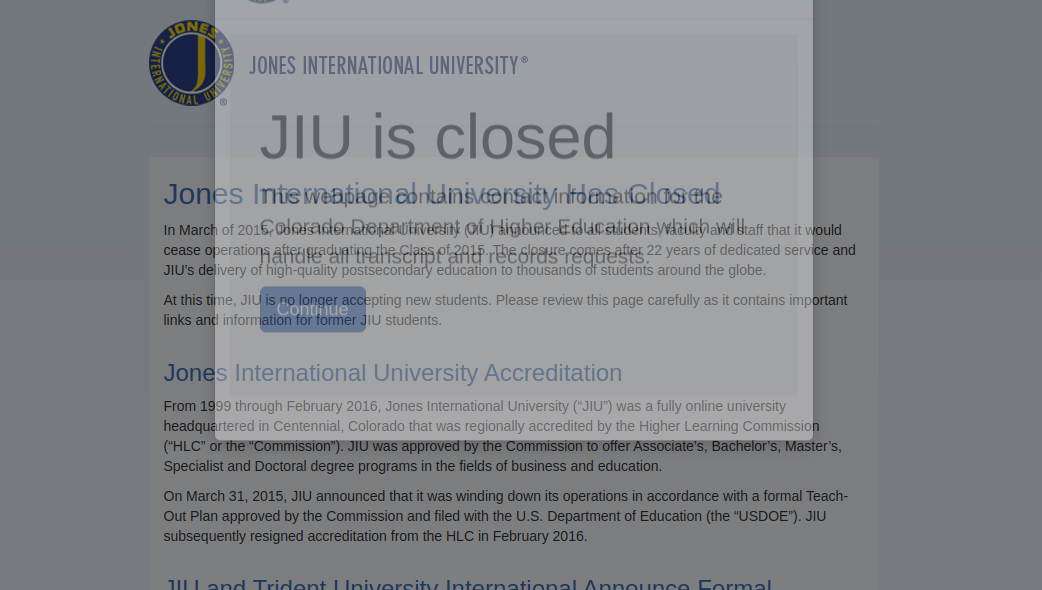 JONES INTERNATIONAL UNIVERSITY
®
JONES INTERNATIONAL UNIVERSITY®
JIU is closed
This webpage contains contact information for the
Colorado Department of Higher Education which will
handle all transcript and records requests.
Continue
Jones International University Has Closed
In March of 2015, Jones International University (JIU) announced to all students, faculty and staff that it would
cease operations after graduating the Class of 2015. The closure comes after 22 years of dedicated service and
JIU’s delivery of high-quality postsecondary education to thousands of students around the globe.
At this time, JIU is no longer accepting new students. Please review this page carefully as it contains important
links and information for former JIU students.
Jones International University Accreditation
From 1999 through February 2016, Jones International University (“JIU”) was a fully online university
headquartered in Centennial, Colorado that was regionally accredited by the Higher Learning Commission
(“HLC” or the “Commission”). JIU was approved by the Commission to offer Associate’s, Bachelor’s, Master’s,
Specialist and Doctoral degree programs in the fields of business and education.
On March 31, 2015, JIU announced that it was winding down its operations in accordance with a formal Teach-
Out Plan approved by the Commission and filed with the U.S. Department of Education (the “USDOE”). JIU
subsequently resigned accreditation from the HLC in February 2016.
JIU and Trident University International Announce Formal